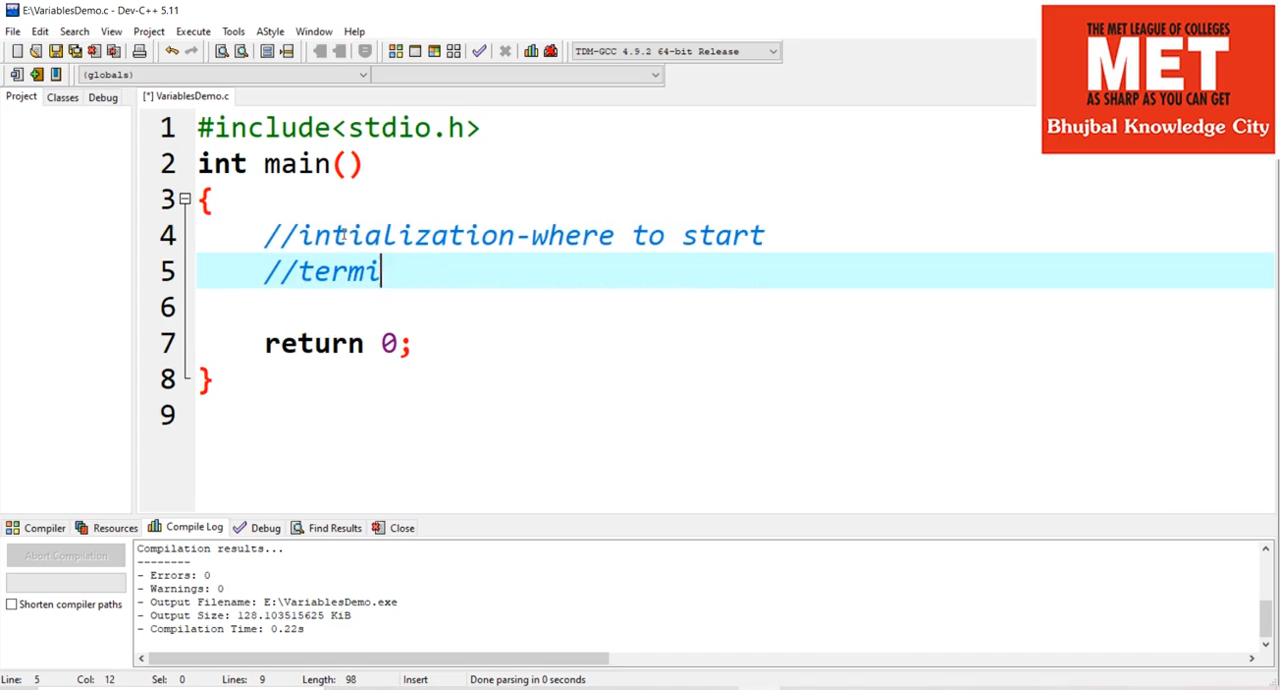 E:\VariablesDemo.c - Dev-C++ 5.11
File Edit Search View Project Execute Tools AStyle Window Help
TDM-GCC 4.9.2 64-bit Release
(globals)
Project Classes Debug
[*] VariablesDemo.c
THE MET LEAGUE OF COLLEGES
MET
AS SHARP AS YOU CAN GET
Bhujbal Knowledge City
1 #include<stdio.h>
2 int main()
3 {
4 //intialization-where to start
5 //termi
6
7 return 0;
8 }
9
Compiler Resources Compile Log Debug Find Results Close
Abort Compilation
Shorten compiler paths
Compilation results...
--------
- Errors: 0
- Warnings: 0
- Output Filename: E:\VariablesDemo.exe
- Output Size: 128.103515625 KiB
- Compilation Time: 0.22s
Line: 5 Col: 12 Sel: 0 Lines: 9 Length: 98 Insert Done parsing in 0 seconds